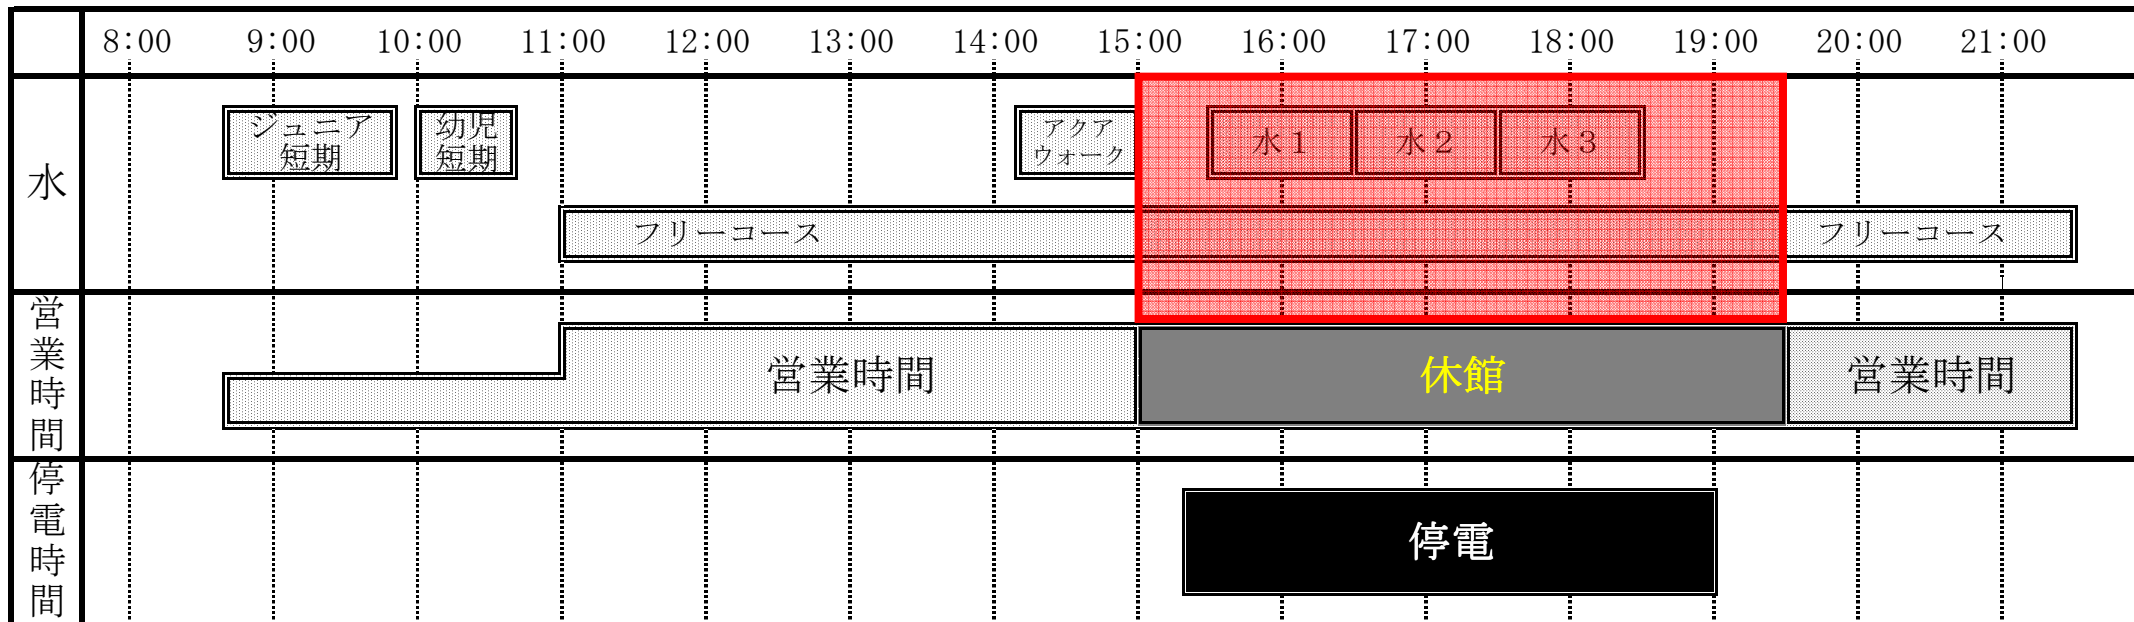 8:00 9:00 10:00 11:00 12:00 13:00 14:00 15:00 16:00 17:00 18:00 19:00 20:00 21:00
水
ジュニア
短期
幼児
短期
アクア
ウォーク
水１
水２
水３
フリーコース
フリーコース
営業時間
営業時間
休館
営業時間
停電時間
停電